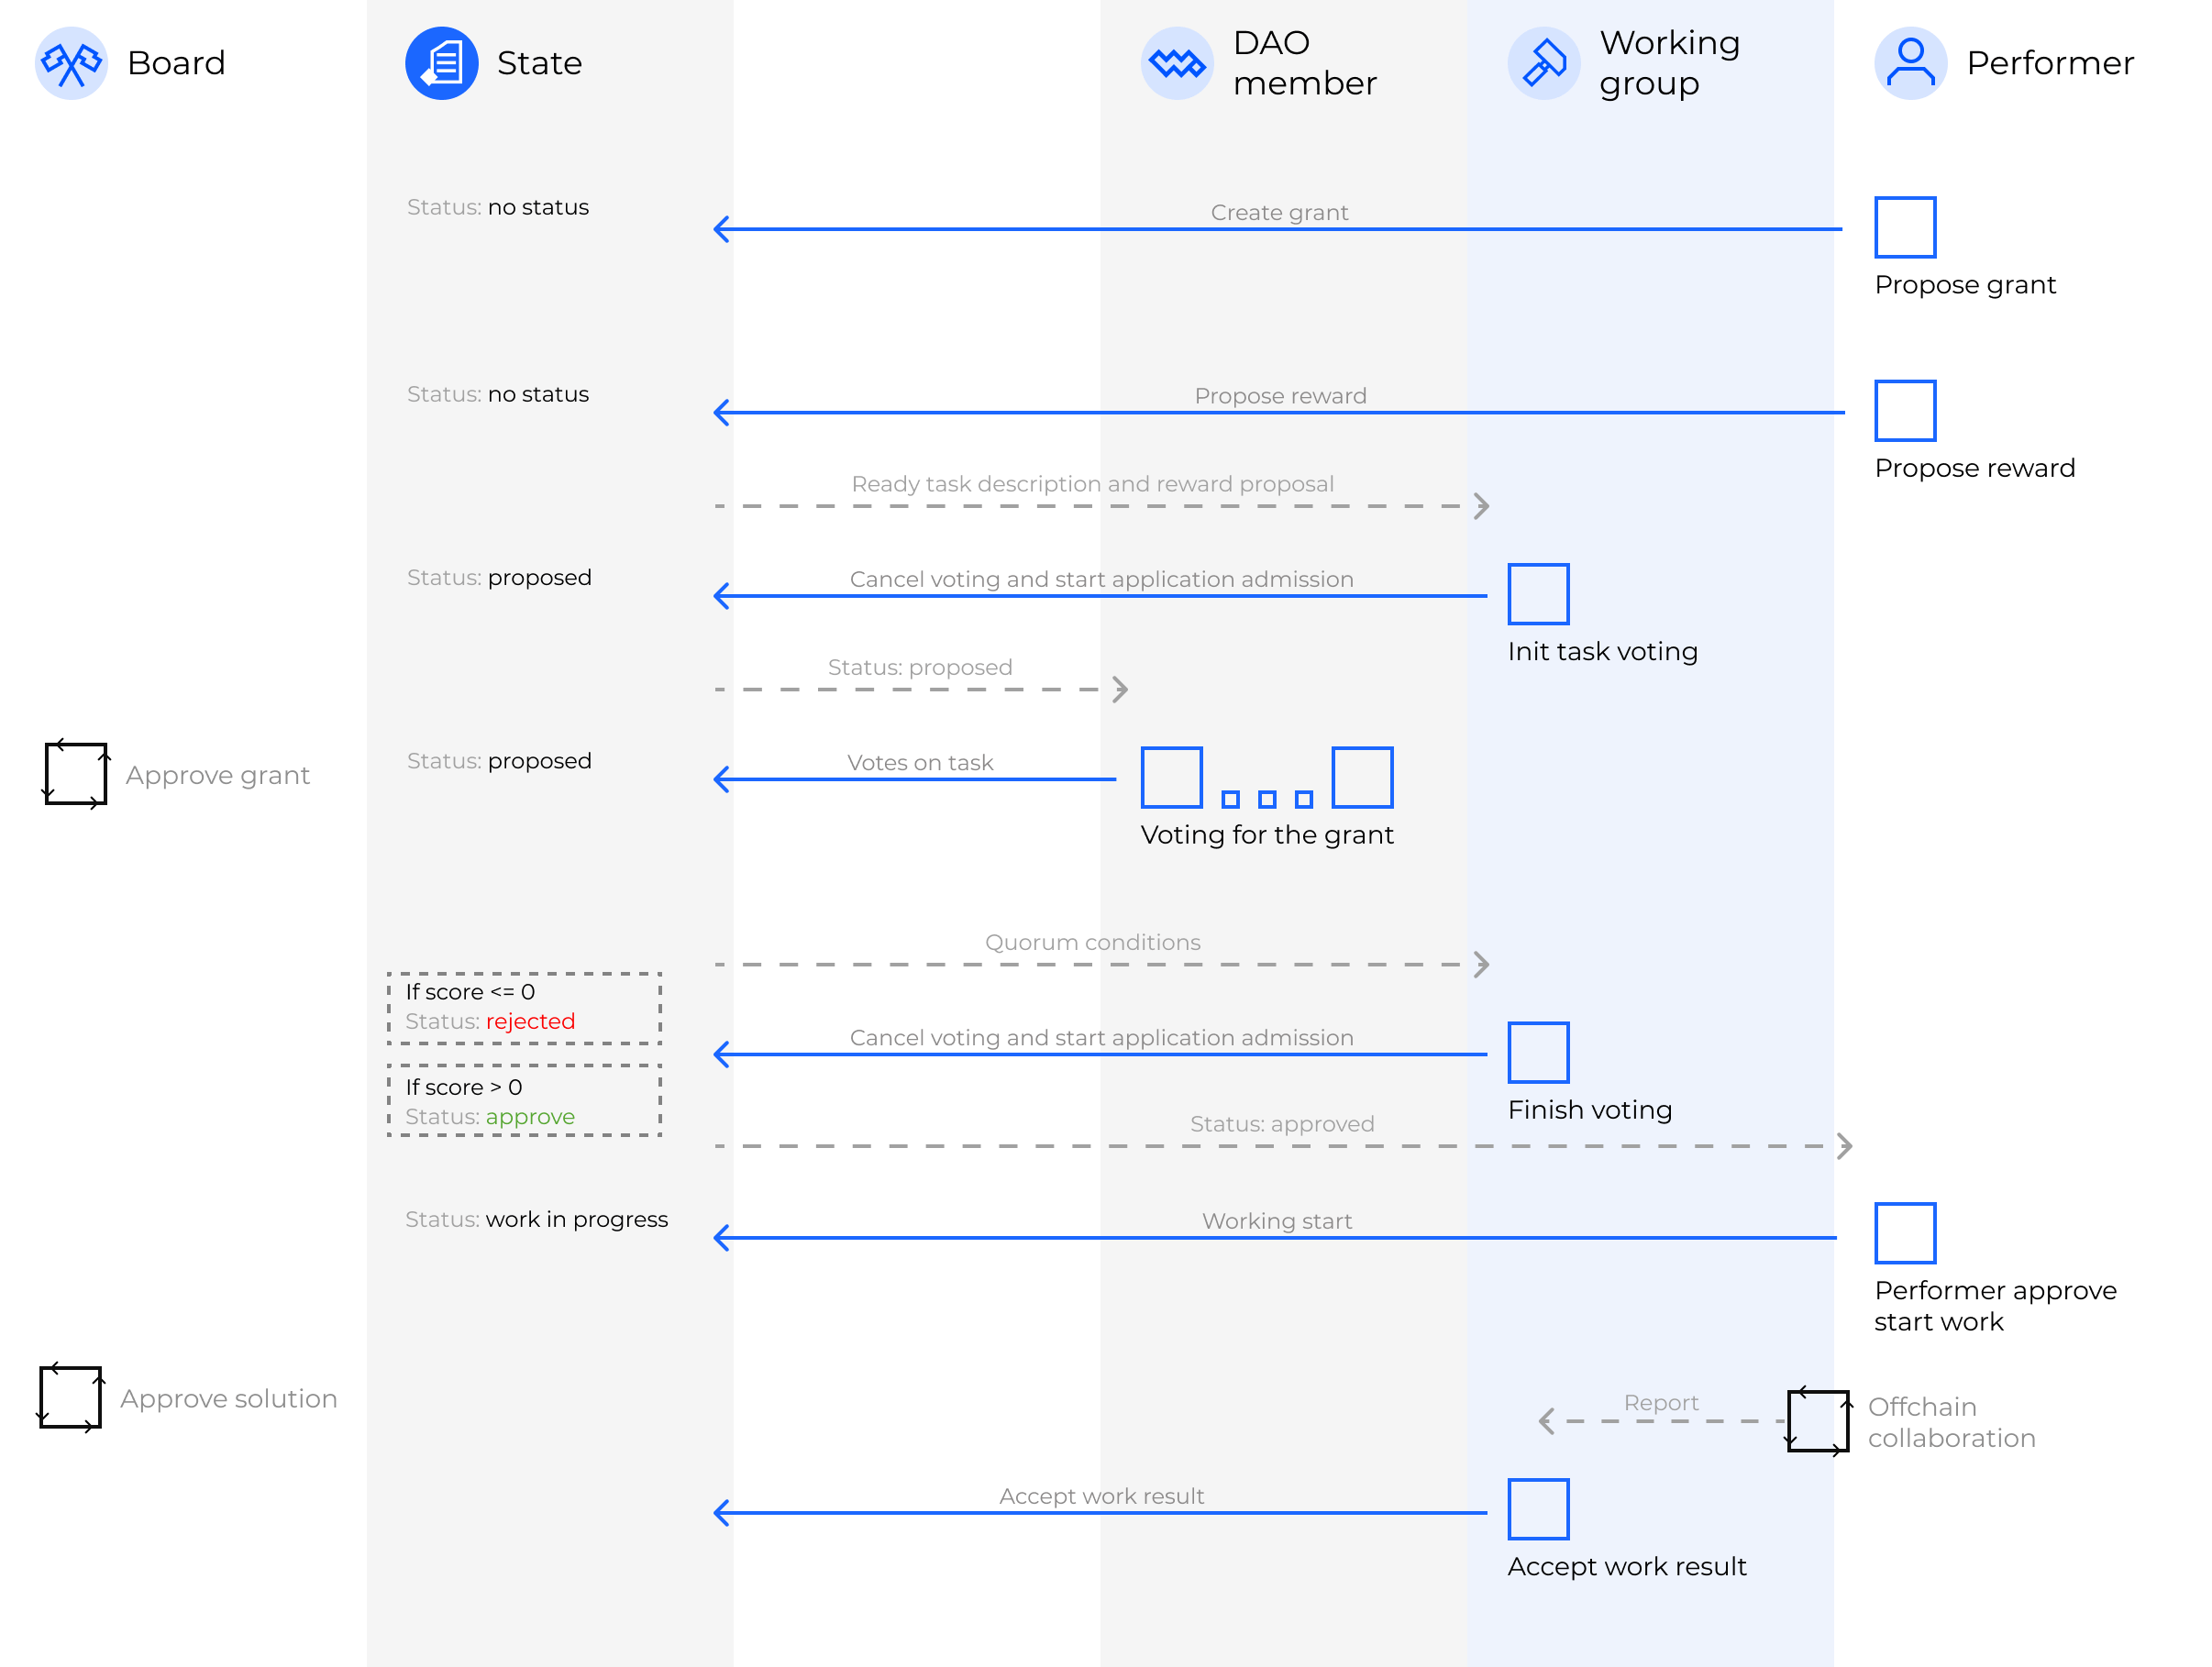 Board
State
DAO
member
Working
group
Performer
Status: no status
Create grant
Propose grant
Status: no status
Propose reward
Propose reward
Ready task description and reward proposal
Status: proposed
Cancel voting and start application admission
Init task voting
Status: proposed
Approve grant
Status: proposed
Votes on task
Voting for the grant
Quorum conditions
If score <= 0
Status: rejected
Cancel voting and start application admission
If score > 0
Status: approve
Finish voting
Status: approved
Status: work in progress
Working start
Performer approve
start work
Approve solution
Report
Offchain
collaboration
Accept work result
Accept work result